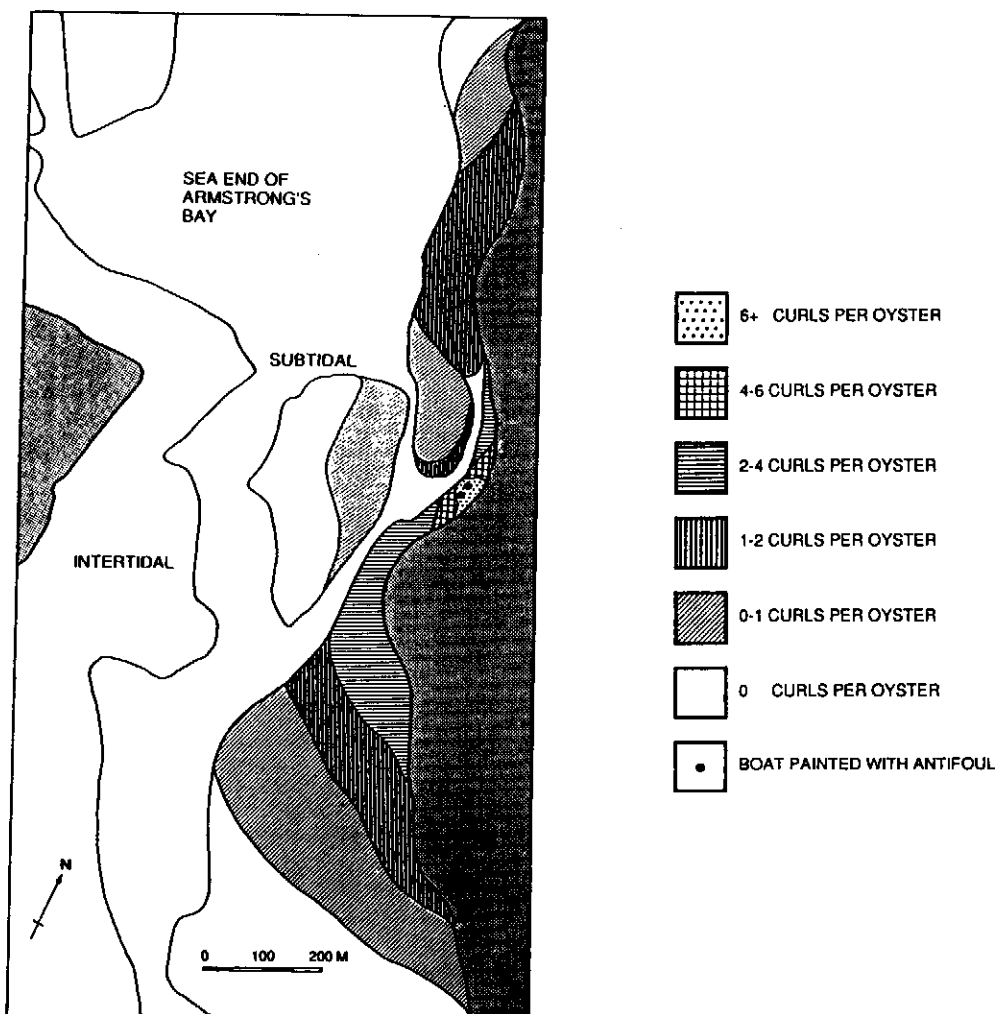 SEA END OF
ARMSTRONG'S
BAY
SUBTIDAL
INTERTIDAL
N
0 100 200 M
6+ CURLS PER OYSTER
4-6 CURLS PER OYSTER
2-4 CURLS PER OYSTER
1-2 CURLS PER OYSTER
0-1 CURLS PER OYSTER
0 CURLS PER OYSTER
BOAT PAINTED WITH ANTIFOUL